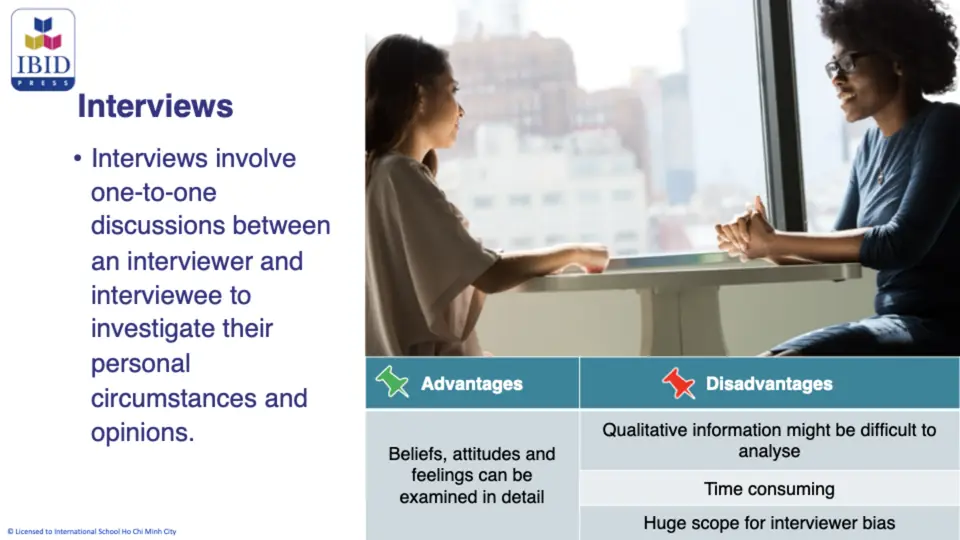 IBID
PRESS
Interviews
• Interviews involve
one-to-one
discussions between
an interviewer and
interviewee to
investigate their
personal
circumstances and
opinions.
Advantages
Disadvantages
Beliefs, attitudes and
feelings can be
examined in detail
Qualitative information might be difficult to
analyse
Time consuming
Huge scope for interviewer bias
© Licensed to International School Ho Chi Minh City